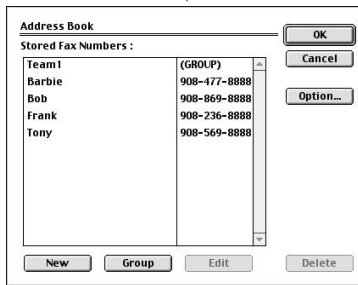 Address Book
OK
Stored Fax Numbers :
Cancel
Team1 (GROUP)
Barbie 908-477-8888
Bob 908-869-8888
Option...
Frank 908-236-8888
Tony 908-569-8888
New Group Edit Delete